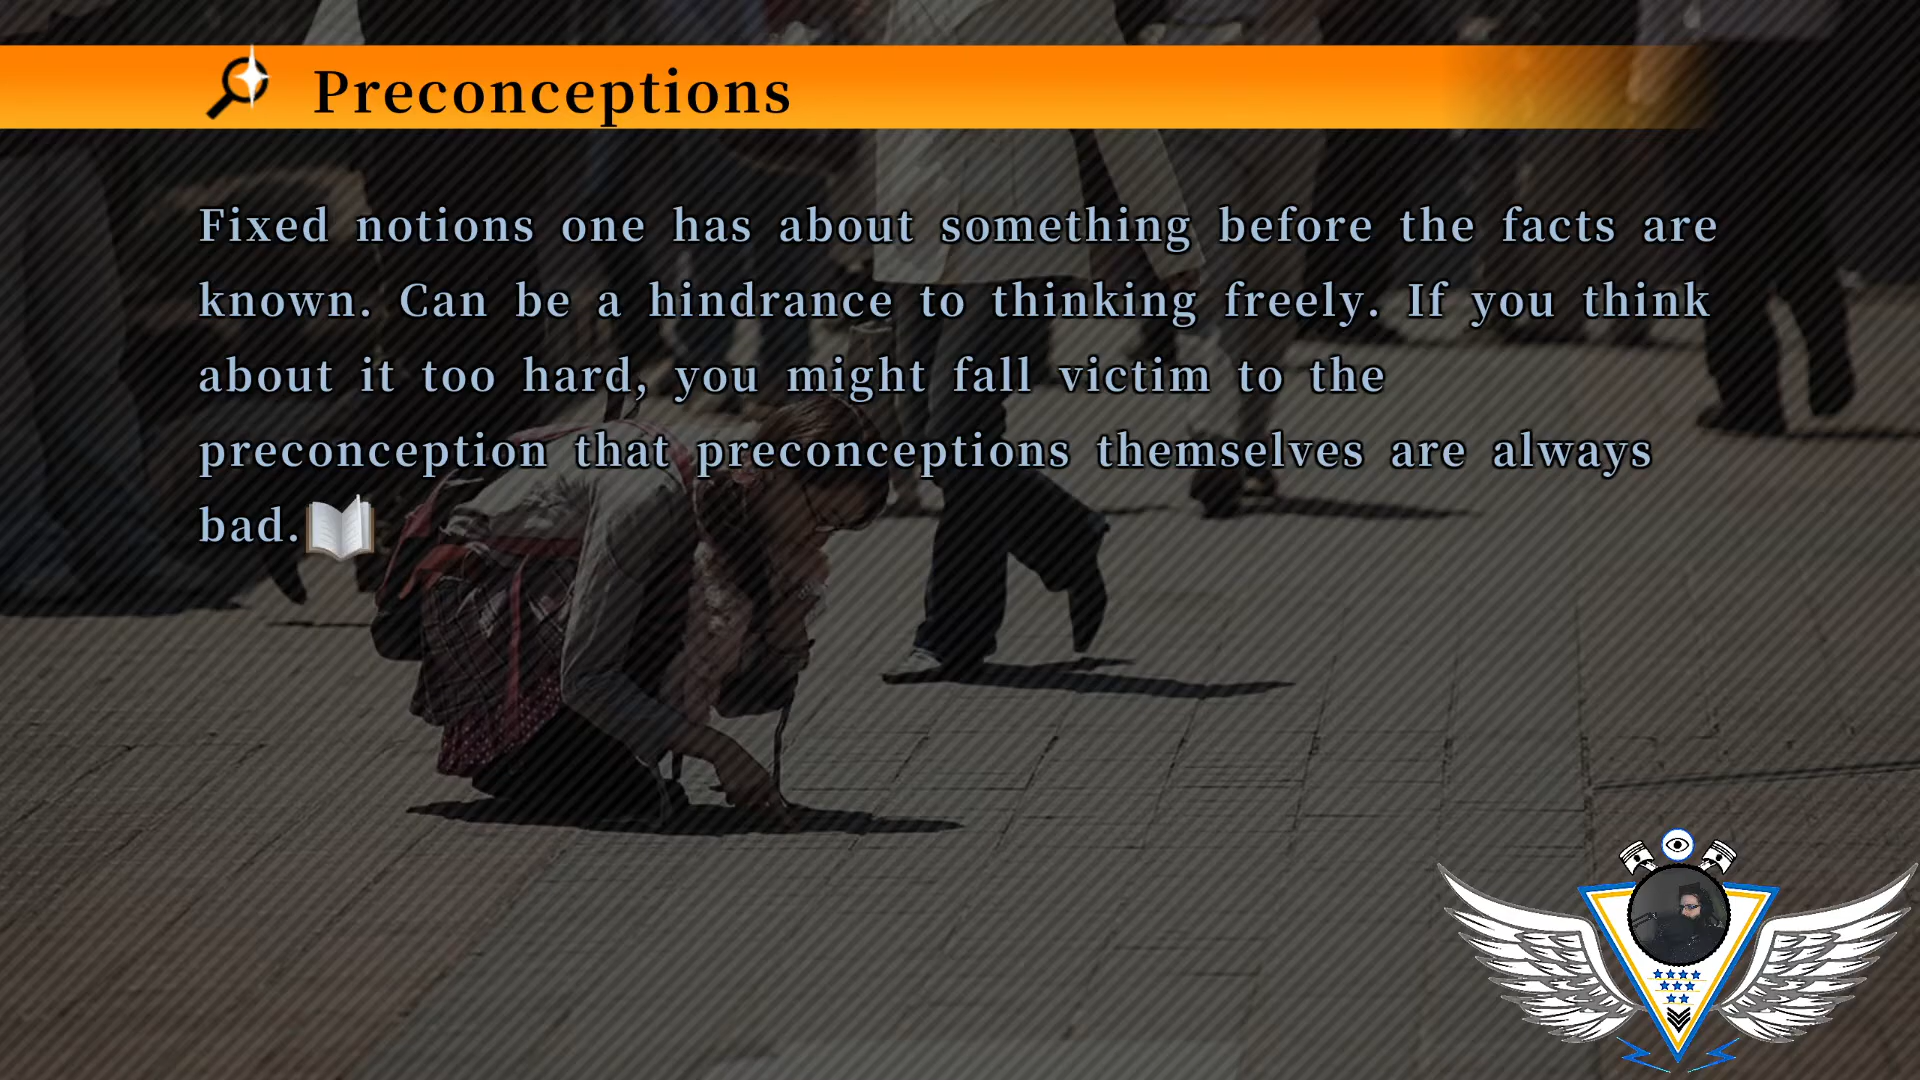 Preconceptions
Fixed notions one has about something before the facts are
known. Can be a hindrance to thinking freely. If you think
about it too hard, you might fall victim to the
preconception that preconceptions themselves are always
bad.